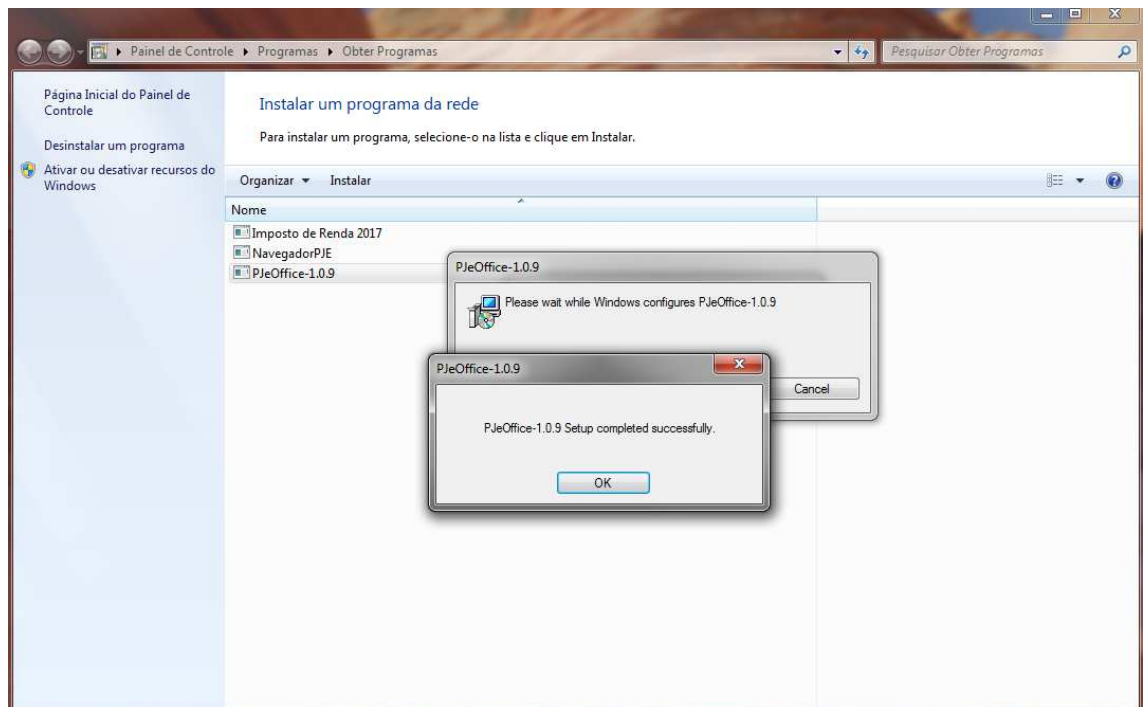 Painel de Controle ▸ Programas ▸ Obter Programas
Pesquisar Obter Programas
Página Inicial do Painel de
Controle
Desinstalar um programa
Ativar ou desativar recursos do
Windows
Instalar um programa da rede
Para instalar um programa, selecione-o na lista e clique em Instalar.
Organizar Instalar
Nome
Imposto de Renda 2017
NavegadorPJE
PJeOffice-1.0.9
PJeOffice-1.0.9
Please wait while Windows configures PJeOffice-1.0.9
Cancel
PJeOffice-1.0.9
PJeOffice-1.0.9 Setup completed successfully.
OK